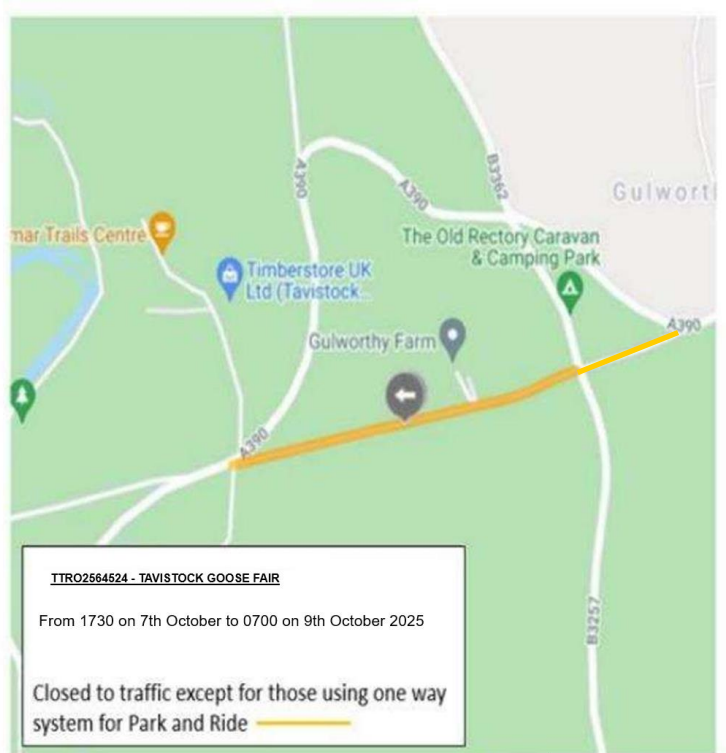 A390
A390
B3362
Gulworth
mar Trails Centre
The Old Rectory Caravan
& Camping Park
Timberstore UK
Ltd (Tavistock...
Gulworthy Farm
A390
A390
B3257
TTRO2564524 - TAVISTOCK GOOSE FAIR
From 1730 on 7th October to 0700 on 9th October 2025
Closed to traffic except for those using one way
system for Park and Ride